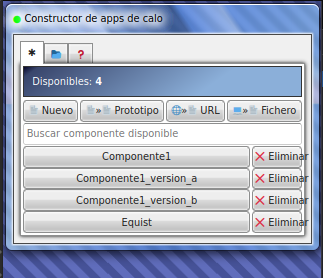 Constructor de apps de calo
* ?
Disponibles: 4
Nuevo » Prototipo » URL » Fichero
Buscar componente disponible
Componente1 Eliminar
Componente1_version_a Eliminar
Componente1_version_b Eliminar
Equist Eliminar